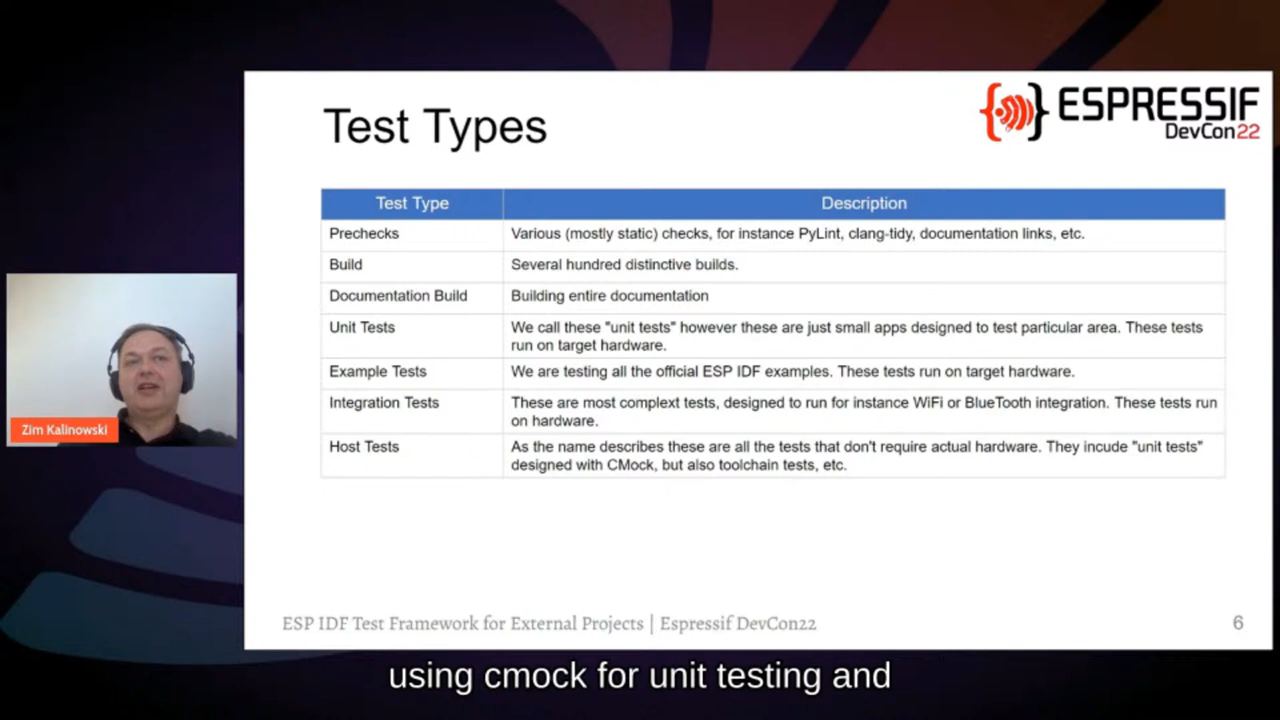 Test Types
ESPRESSIF
DevCon22
Test Type
Description
Prechecks
Various (mostly static) checks, for instance PyLint, clang-tidy, documentation links, etc.
Build
Several hundred distinctive builds.
Documentation Build
Building entire documentation
Unit Tests
We call these "unit tests" however these are just small apps designed to test particular area. These tests
run on target hardware.
Example Tests
We are testing all the official ESP IDF examples. These tests run on target hardware.
Integration Tests
These are most complext tests, designed to run for instance WiFi or BlueTooth integration. These tests run
on hardware.
Host Tests
As the name describes these are all the tests that don't require actual hardware. They incude "unit tests"
designed with CMock, but also toolchain tests, etc.
Zim Kalinowski
ESP IDF Test Framework for External Projects | Espressif DevCon22
6
using cmock for unit testing and